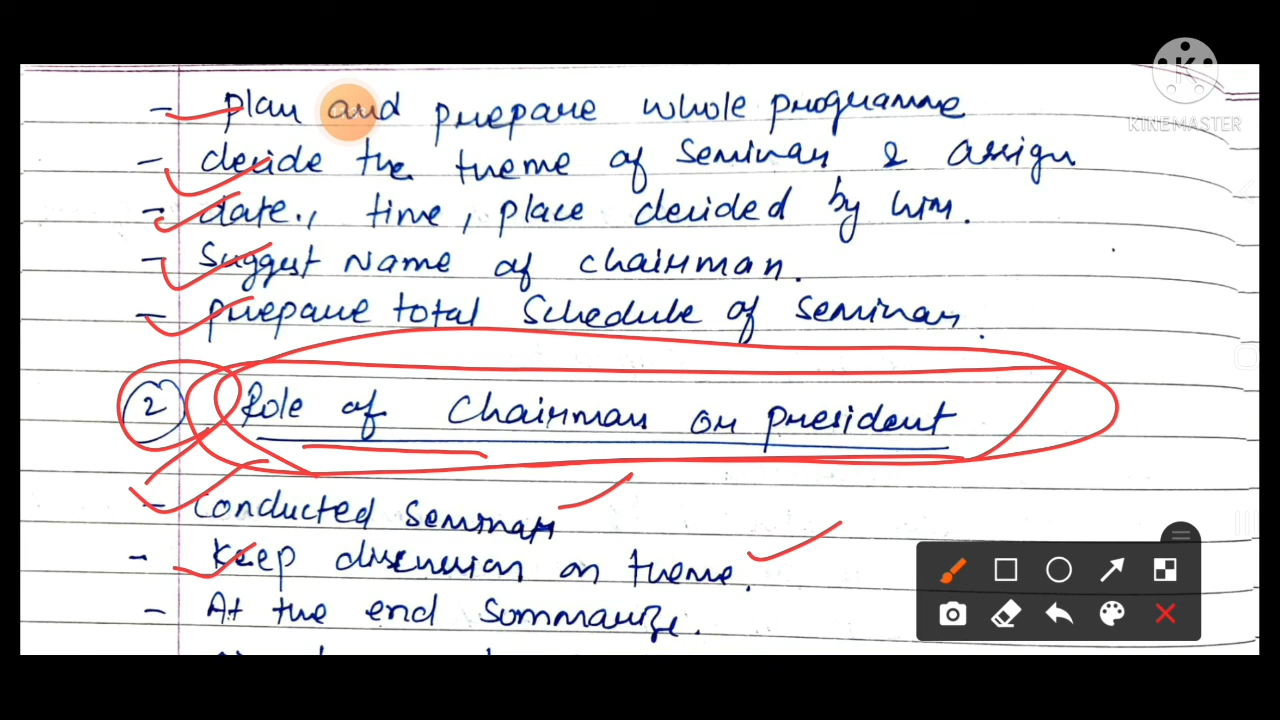 - Plan and prepare whole programme
- decide the theme of Seminar & assign
- date., time, place decided by him.
- Suggest Name of chairman.
- prepare total Schedule of seminar.
2 Role of Chairman or president
- Conducted Seminar
- Keep discussion on theme.
- At the end Summarize.
KINEMASTER